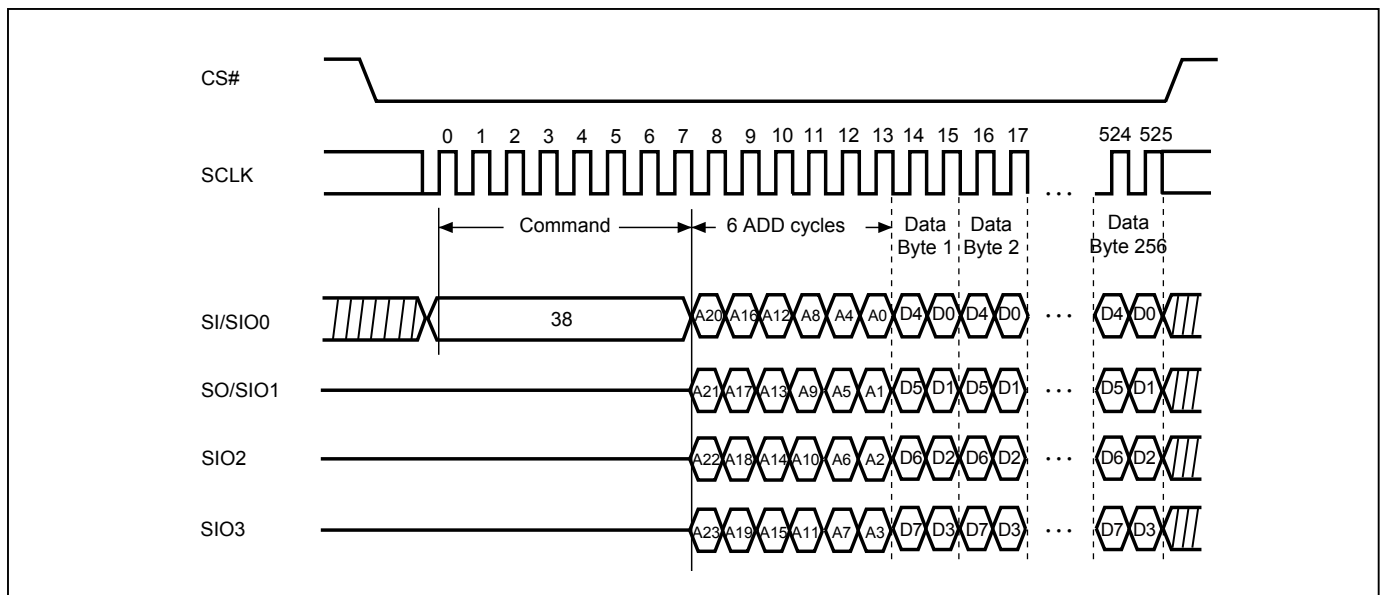 CS#
0 1 2 3 4 5 6 7 8 9 10 11 12 13 14 15 16 17 524 525
SCLK
...
Command 6 ADD cycles Data Data Data
Byte 1 Byte 2 Byte 256
SI/SIO0 38 A20 A16 A12 A8 A4 A0 D4 D0 D4 D0 ... D4 D0
SO/SIO1 A21 A17 A13 A9 A5 A1 D5 D1 D5 D1 ... D5 D1
SIO2 A22 A18 A14 A10 A6 A2 D6 D2 D6 D2 ... D6 D2
SIO3 A23 A19 A15 A11 A7 A3 D7 D3 D7 D3 ... D7 D3